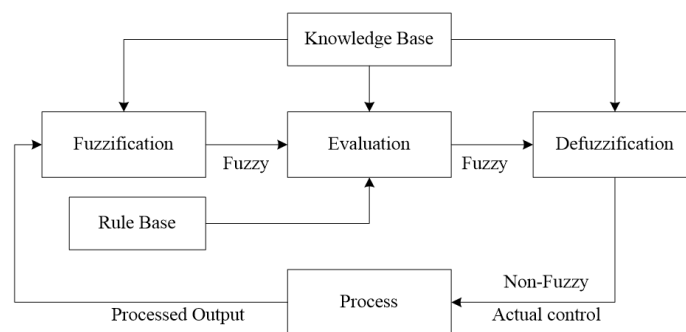 Knowledge Base
Fuzzification
Fuzzy
Evaluation
Fuzzy
Defuzzification
Rule Base
Non-Fuzzy
Process
Processed Output
Actual control